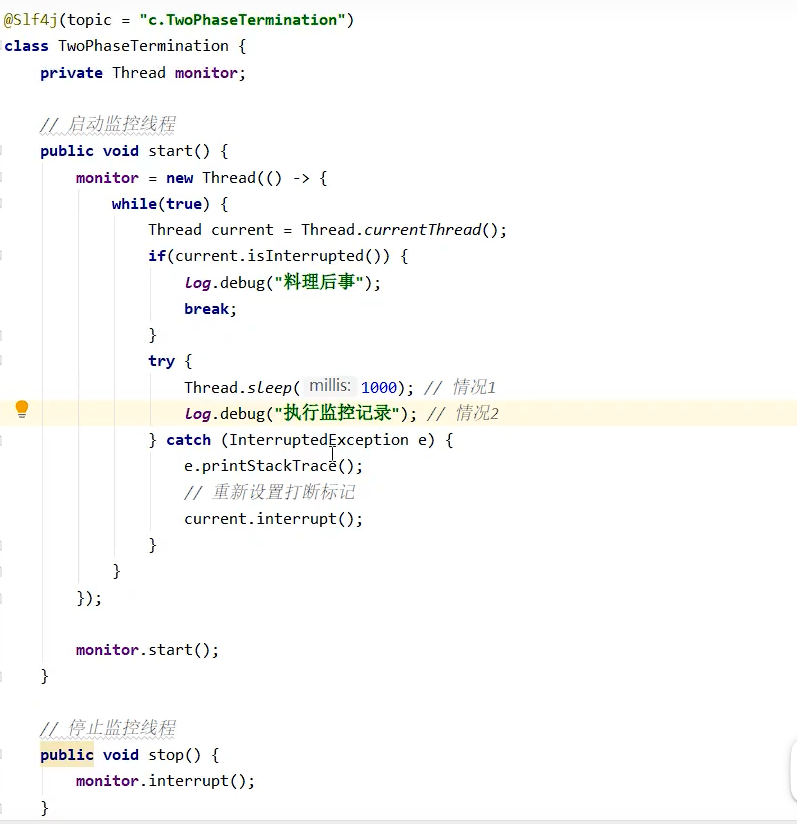 @Slf4j(topic = "c.TwoPhaseTermination")
class TwoPhaseTermination {
    private Thread monitor;

    // 启动监控线程
    public void start() {
        monitor = new Thread(() -> {
            while(true) {
                Thread current = Thread.currentThread();
                if(current.isInterrupted()) {
                    log.debug("料理后事");
                    break;
                }
                try {
                    Thread.sleep( millis: 1000); // 情况1
                    log.debug("执行监控记录"); // 情况2
                } catch (InterruptedException e) {
                    e.printStackTrace();
                    // 重新设置打断标记
                    current.interrupt();
                }
            }
        });

        monitor.start();
    }

    // 停止监控线程
    public void stop() {
        monitor.interrupt();
    }